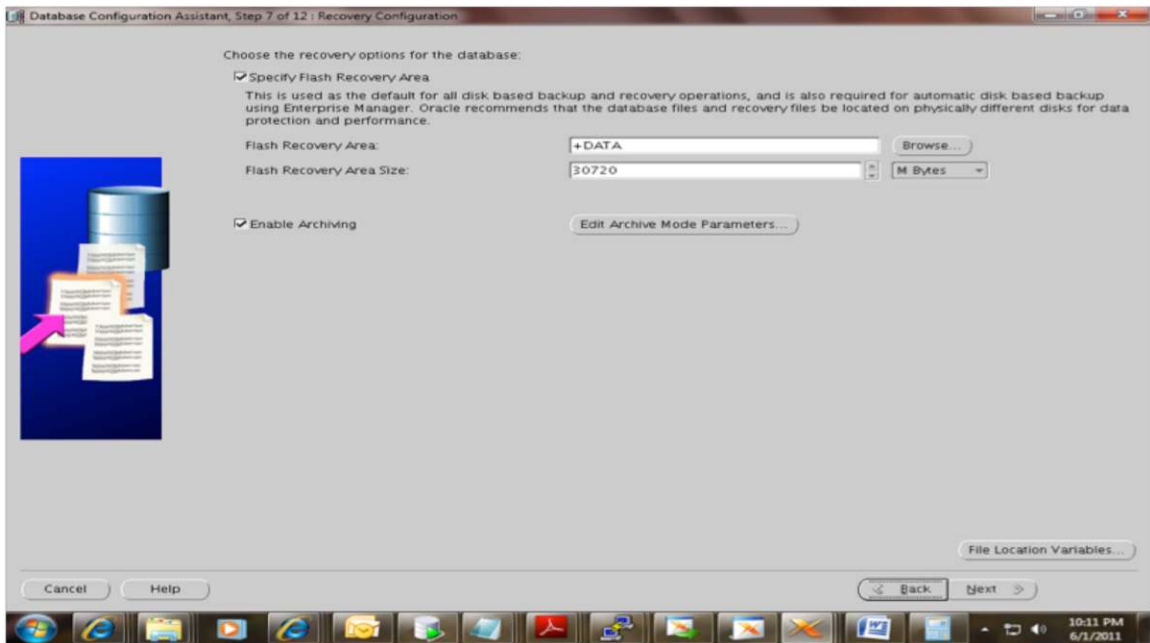 Database Configuration Assistant, Step 7 of 12 : Recovery Configuration
Choose the recovery options for the database:
Specify Flash Recovery Area
This is used as the default for all disk based backup and recovery operations, and is also required for automatic disk based backup
using Enterprise Manager. Oracle recommends that the database files and recovery files be located on physically different disks for data
protection and performance.
Flash Recovery Area: +DATA Browse...
Flash Recovery Area Size: 30720 M Bytes
Enable Archiving Edit Archive Mode Parameters...
File Location Variables...
Cancel Help Back Next
10:11 PM
6/1/2011